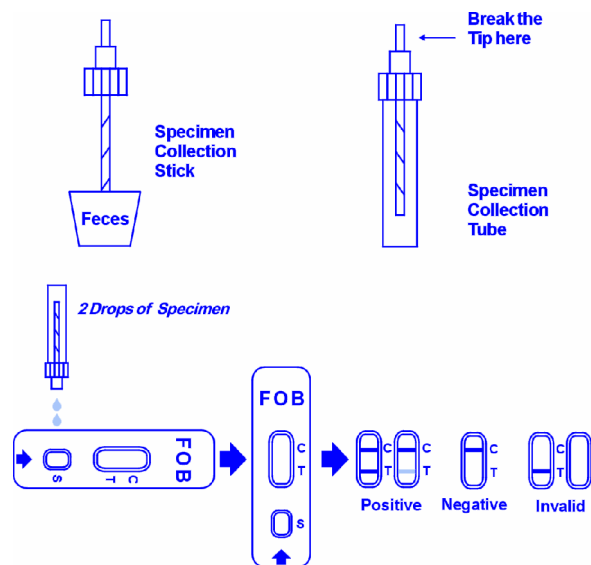 Break the
Tip here
Specimen
Collection
Stick
Feces
Specimen
Collection
Tube
2 Drops of Specimen
S
T
C
FOB
FOB
C
T
S
C
T
C
T
C
T
C
T
Positive
Negative
Invalid